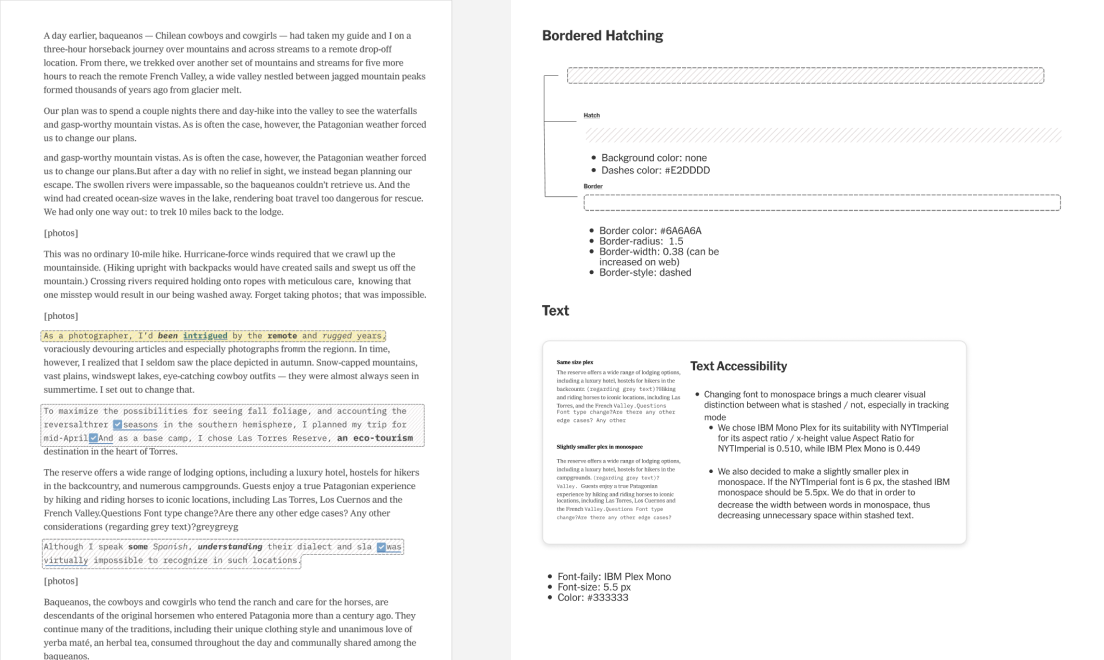 A day earlier, baqueanos — Chilean cowboys and cowgirls — had taken my guide and I on a
three-hour horseback journey over mountains and across streams to a remote drop-off
location. From there, we trekked over another set of mountains and streams for five more
hours to reach the remote French Valley, a wide valley nestled between jagged mountain peaks
formed thousands of years ago from glacier melt.
Our plan was to spend a couple nights there and day-hike into the valley to see the waterfalls
and gasp-worthy mountain vistas. As is often the case, however, the Patagonian weather forced
us to change our plans.
and gasp-worthy mountain vistas. As is often the case, however, the Patagonian weather forced
us to change our plans.But after a day with no relief in sight, we instead began planning our
escape. The swollen rivers were impassable, so the baqueanos couldn't retrieve us. And the
wind had created ocean-size waves in the lake, rendering boat travel too dangerous for rescue.
We had only one way out: to trek 10 miles back to the lodge.
[photos]
This was no ordinary 10-mile hike. Hurricane-force winds required that we crawl up the
mountainside. (Hiking upright with backpacks would have created sails and swept us off the
mountain.) Crossing rivers required holding onto ropes with meticulous care, knowing that
one misstep would result in our being washed away. Forget taking photos; that was impossible.
[photos]
As a photographer, I'd been intrigued by the remote and rugged years,
voraciously devouring articles and especially photographs fromm the region. In time,
however, I realized that I seldom saw the place depicted in autumn. Snow-capped mountains,
vast plains, windswept lakes, eye-catching cowboy outfits — they were almost always seen in
summertime. I set out to change that.
To maximize the possibilities for seeing fall foliage, and accounting the
reversalthrer seasons in the southern hemisphere, I planned my trip for
mid-April And as a base camp, I chose Las Torres Reserve, an eco-tourism
destination in the heart of Torres.
The reserve offers a wide range of lodging options, including a luxury hotel, hostels for hikers
in the backcountry, and numerous campgrounds. Guests enjoy a true Patagonian experience
by hiking and riding horses to iconic locations, including Las Torres, Los Cuernos and the
French Valley.Questions Font type change?Are there any other edge cases? Any other
considerations (regarding grey text)?greygreyg
Although I speak some Spanish, understanding their dialect and sla was
virtually impossible to recognize in such locations.
[photos]
Baqueanos, the cowboys and cowgirls who tend the ranch and care for the horses, are
descendants of the original horsemen who entered Patagonia more than a century ago. They
continue many of the traditions, including their unique clothing style and unanimous love of
yerba maté, an herbal tea, consumed throughout the day and communally shared among the
baqueanos.
Bordered Hatching
Hatch
Background color: none
Dashes color: #E2DDDD
Border
Border color: #6A6A6A
Border-radius: 1.5
Border-width: 0.38 (can be
increased on web)
Border-style: dashed
Text
Same size plex
The reserve offers a wide range of lodging options,
including a luxury hotel, hostels for hikers in the
backcountr. (regarding grey text)?Hiking
and riding horses to iconic locations, including Las
Torres, and the French Valley.Questions
Font type change?Are there any other
edge cases? Any other
Slightly smaller plex in monospace
The reserve offers a wide range of lodging options,
including a luxury hotel, hostels for hikers in the
campgrounds. (regarding grey text)?
Valley. Guests enjoy a true Patagonian
experience by hiking and riding horses to iconic
locations, including Las Torres, Los Cuernos and
the French Valley.Questions Font type
change?Are there any other edge cases?
Text Accessibility
Changing font to monospace brings a much clearer visual
distinction between what is stashed / not, especially in tracking
mode
We chose IBM Mono Plex for its suitability with NYTImperial
for its aspect ratio / x-height value Aspect Ratio for
NYTImperial is 0.510, while IBM Plex Mono is 0.449
We also decided to make a slightly smaller plex in
monospace. If the NYTImperial font is 6 px, the stashed IBM
monospace should be 5.5px. We do that in order to
decrease the width between words in monospace, thus
decreasing unnecessary space within stashed text.
Font-faily: IBM Plex Mono
Font-size: 5.5 px
Color: #333333